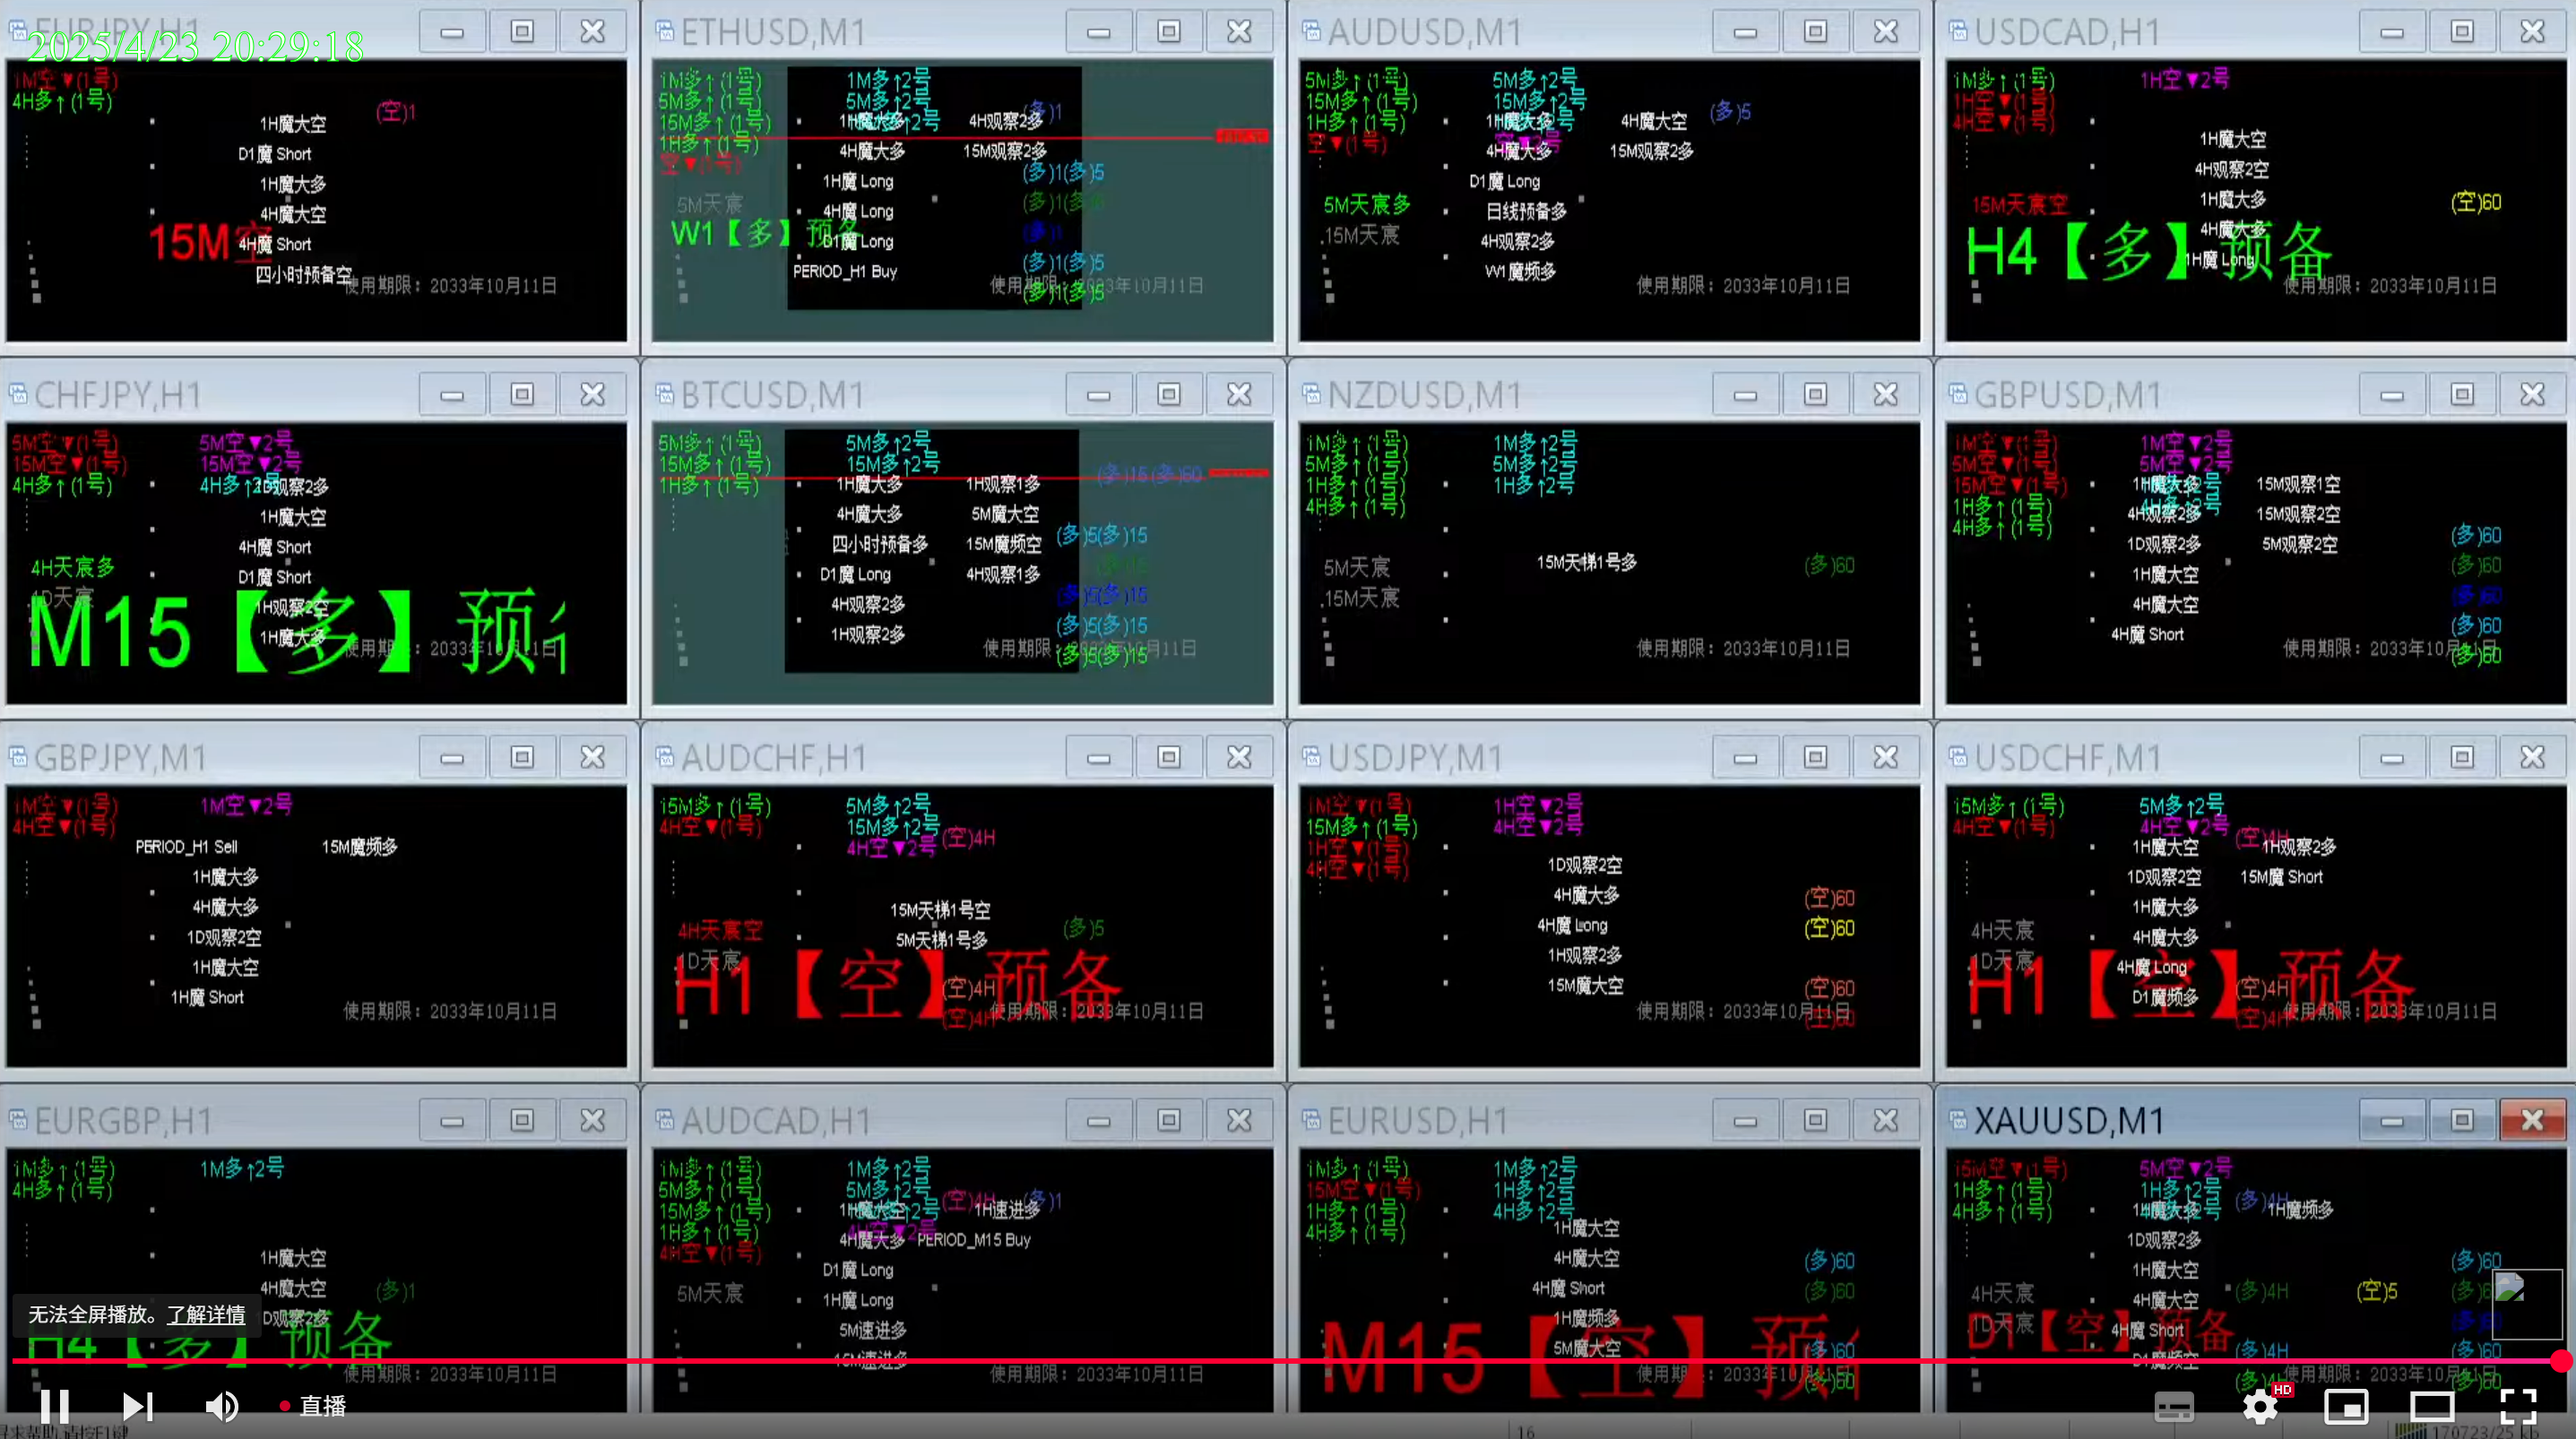 EURJPY,H1
2025/4/23 20:29:18
1M空▼(1号)
4H多↑(1号)
(空)1
1H魔大空
D1魔 Short
1H魔大多
4H魔大空
15M空
4H魔 Short
四小时预备空
使用期限：2033年10月11日
ETHUSD,M1
1M多↑(1号)
1M多↑2号
5M多↑(1号)
5M多↑2号
(多)1
15M多↑(1号)
1H魔大多
4H观察2多
1H多↑(1号)
4H魔大多
15M观察2多
空▼(1号)
(多)1(多)5
1H魔 Long
5M天宸
4H魔 Long
W1【多】预备
D1魔 Long
(多)1
(多)1(多)5
PERIOD_H1 Buy
(多)1(多)5
AUDUSD,M1
5M多↑(1号)
5M多↑2号
15M多↑(1号)
15M多↑2号
(多)5
1H多↑(1号)
1H魔大多
4H魔大空
空▼(1号)
4H魔大多
15M观察2多
D1魔 Long
5M天宸多
日线预备多
.15M天宸
4H观察2多
W1魔频多
使用期限：2033年10月11日
USDCAD,H1
1M多↑(1号)
1H空▼2号
1H空▼(1号)
4H空▼(1号)
1H魔大空
4H观察2空
1H魔大多
15M天宸空
(空)60
4H魔大多
H4【多】预备
1H魔 Long
使用期限：2033年10月11日
CHFJPY,H1
5M空▼(1号)
5M空▼2号
15M空▼(1号)
15M空▼2号
4H多↑(1号)
4H多↑2号
1D观察2多
1H魔大空
4H魔 Short
4H天宸多
D1魔 Short
.1D天宸
1H观察2空
M15【多】预备
1H魔大多
使用期限：2033年10月11日
BTCUSD,M1
5M多↑(1号)
5M多↑2号
15M多↑(1号)
15M多↑2号
(多)15(多)60
1H多↑(1号)
1H魔大多
1H观察1多
4H魔大多
5M魔大空
(多)5(多)15
四小时预备多
15M魔频空
D1魔 Long
4H观察1多
4H观察2多
(多)5(多)15
(多)5(多)15
1H观察2多
使用期限：2033年10月11日
(多)5(多)15
NZDUSD,M1
1M多↑(1号)
1M多↑2号
5M多↑(1号)
5M多↑2号
1H多↑(1号)
1H多↑2号
4H多↑(1号)
15M天梯1号多
(多)60
5M天宸
.15M天宸
使用期限：2033年10月11日
GBPUSD,M1
1M空▼(1号)
1M空▼2号
5M空▼(1号)
5M空▼2号
15M空▼(1号)
1H魔大多
15M观察1空
1H多↑(1号)
4H观察2多
15M观察2空
4H多↑(1号)
(多)60
1D观察2多
5M观察2空
1H魔大空
(多)60
4H魔大空
(多)60
(多)60
4H魔 Short
使用期限：2033年10月11日
(多)60
GBPJPY,M1
1M空▼(1号)
1M空▼2号
4H空▼(1号)
PERIOD_H1 Sell
15M魔频多
1H魔大多
4H魔大多
1D观察2空
1H魔大空
1H魔 Short
使用期限：2033年10月11日
AUDCHF,H1
15M多↑(1号)
5M多↑2号
4H空▼(1号)
15M多↑2号
(空)4H
4H空▼2号
15M天梯1号空
4H天宸空
(多)5
5M天梯1号多
.1D天宸
H1【空】预备
(空)4H
使用期限：2033年10月11日
(空)4H
USDJPY,M1
1M空▼(1号)
1H空▼2号
15M多↑(1号)
4H空▼2号
1H空▼(1号)
4H空▼(1号)
1D观察2空
4H魔大多
(空)60
4H魔 Long
(空)60
1H观察2多
15M魔大空
(空)60
使用期限：2033年10月11日
(空)60
USDCHF,M1
15M多↑(1号)
5M多↑2号
4H空▼(1号)
4H空▼2号
(空)4H
1H魔大空
1H观察2多
1D观察2空
15M魔 Short
1H魔大多
4H天宸
4H魔大多
.1D天宸
4H魔 Long
H1【空】预备
D1魔频多
(空)4H
使用期限：2033年10月11日
(空)4H
EURGBP,H1
1M多↑(1号)
1M多↑2号
4H多↑(1号)
1H魔大空
4H魔大空
(多)1
无法全屏播放。了解详情
1D观察2多
H4【多】预备
使用期限：2033年10月11日
AUDCAD,H1
1M多↑(1号)
1M多↑2号
5M多↑(1号)
5M多↑2号
(空)4H
(多)1
15M多↑(1号)
1H魔大空
1H速进多
1H多↑(1号)
4H空▼2号
4H魔大多
PERIOD_M15 Buy
4H空▼(1号)
D1魔 Long
5M天宸
1H魔 Long
5M速进多
15M速进多
使用期限：2033年10月11日
EURUSD,H1
1M多↑(1号)
1M多↑2号
15M空▼(1号)
1H多↑2号
1H多↑(1号)
4H多↑2号
4H多↑(1号)
1H魔大空
4H魔大空
(多)60
4H魔 Short
(多)60
1H魔频多
5M魔大空
(多)60
M15【空】预备
使用期限：2033年10月11日
(多)60
XAUUSD,M1
15M空▼(1号)
5M空▼2号
1H多↑(1号)
1H多↑2号
(多)4H
4H多↑(1号)
1H魔大多
1H魔频多
1D观察2多
1H魔大空
(多)60
4H天宸
4H魔大空
(多)4H
(空)5
.1D天宸
4H魔 Short
D1【空】预备
(多)4H
(多)60
D1魔频空
使用期限：2033年10月11日
(多)4H
(多)60
直播
HD
16
170723/25 kb